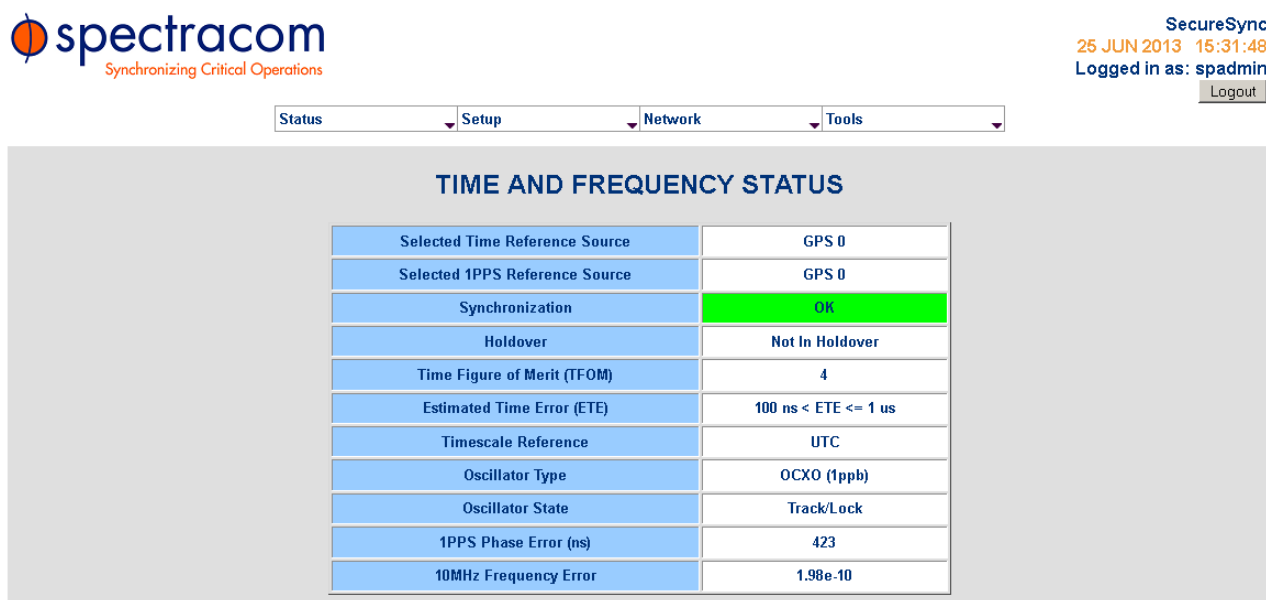 spectracom
Synchronizing Critical Operations
SecureSync
25 JUN 2013 15:31:48
Logged in as: spadmin
Logout
Status Setup Network Tools
TIME AND FREQUENCY STATUS
Selected Time Reference Source GPS 0
Selected 1PPS Reference Source GPS 0
Synchronization OK
Holdover Not In Holdover
Time Figure of Merit (TFOM) 4
Estimated Time Error (ETE) 100 ns < ETE <= 1 us
Timescale Reference UTC
Oscillator Type OCXO (1ppb)
Oscillator State Track/Lock
1PPS Phase Error (ns) 423
10MHz Frequency Error 1.98e-10